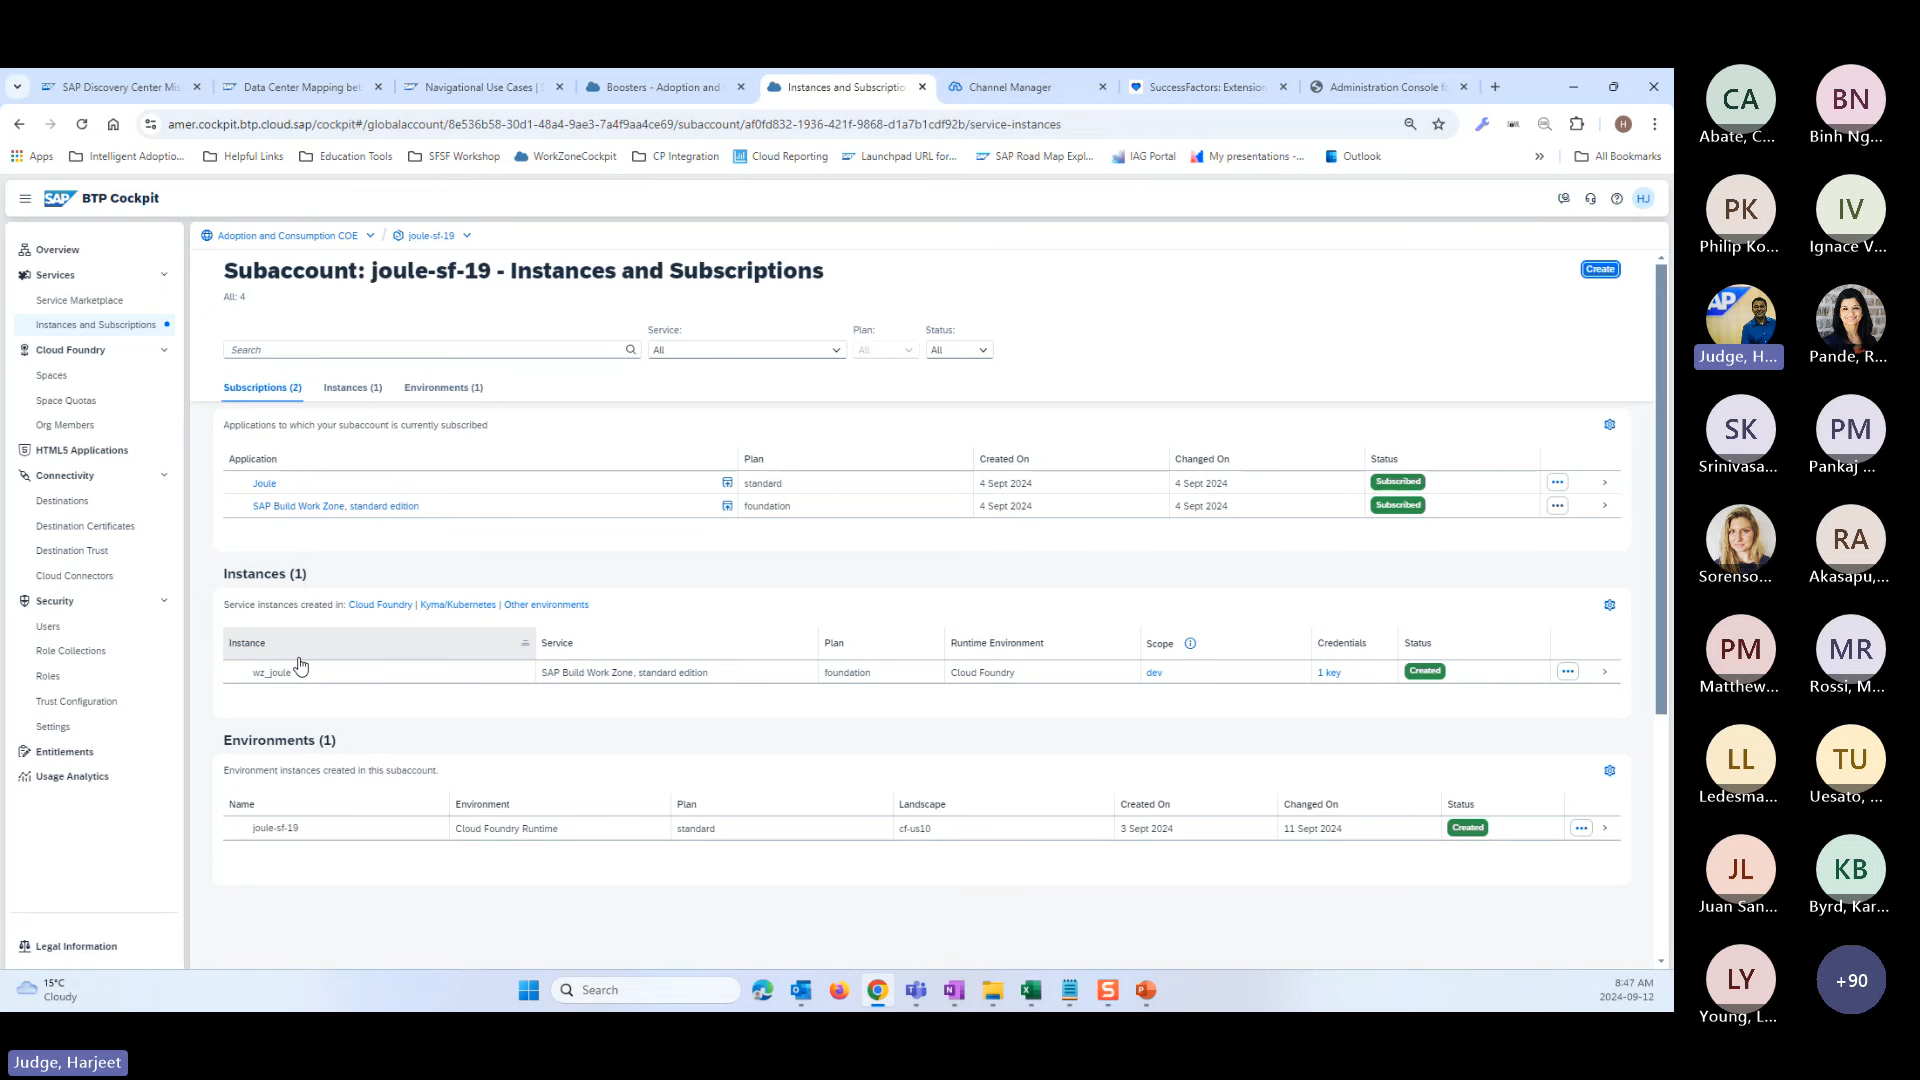 SAP Discovery Center Mis
Data Center Mapping bet
Navigational Use Cases | S
Boosters - Adoption and
Instances and Subscriptio
Channel Manager
SuccessFactors: Extension
Administration Console fo
amer.cockpit.btp.cloud.sap/cockpit#/globalaccount/8e536b58-30d1-48a4-9ae3-7a4f9aa4ce69/subaccount/af0fd832-1936-421f-9868-d1a7b1cdf92b/service-instances
Apps
Intelligent Adoptio...
Helpful Links
Education Tools
SFSF Workshop
WorkZoneCockpit
CP Integration
Cloud Reporting
Launchpad URL for...
SAP Road Map Expl...
IAG Portal
My presentations -...
Outlook
All Bookmarks
SAP BTP Cockpit
HJ
Overview
Services
Service Marketplace
Instances and Subscriptions
Cloud Foundry
Spaces
Space Quotas
Org Members
HTML5 Applications
Connectivity
Destinations
Destination Certificates
Destination Trust
Cloud Connectors
Security
Users
Role Collections
Roles
Trust Configuration
Settings
Entitlements
Usage Analytics
Legal Information
Adoption and Consumption COE / joule-sf-19
Subaccount: joule-sf-19 - Instances and Subscriptions
Create
All: 4
Service:
Plan:
Status:
Search
All
All
All
Subscriptions (2)
Instances (1)
Environments (1)
Applications to which your subaccount is currently subscribed
Application Plan Created On Changed On Status
Joule standard 4 Sept 2024 4 Sept 2024 Subscribed
SAP Build Work Zone, standard edition foundation 4 Sept 2024 4 Sept 2024 Subscribed
Instances (1)
Service instances created in: Cloud Foundry | Kyma/Kubernetes | Other environments
Instance Service Plan Runtime Environment Scope Credentials Status
wz_joule SAP Build Work Zone, standard edition foundation Cloud Foundry dev 1 key Created
Environments (1)
Environment instances created in this subaccount.
Name Environment Plan Landscape Created On Changed On Status
joule-sf-19 Cloud Foundry Runtime standard cf-us10 3 Sept 2024 11 Sept 2024 Created
15°C
Cloudy
Search
8:47 AM
2024-09-12
Judge, Harjeet
CA
Abate, C...
BN
Binh Ng...
PK
Philip Ko...
IV
Ignace V...
AP
Judge, H...
Pande, R...
SK
Srinivasa...
PM
Pankaj ...
Sorenso...
RA
Akasapu,...
PM
Matthew...
MR
Rossi, M...
LL
Ledesma...
TU
Uesato, ...
JL
Juan San...
KB
Byrd, Kar...
LY
Young, L...
+90